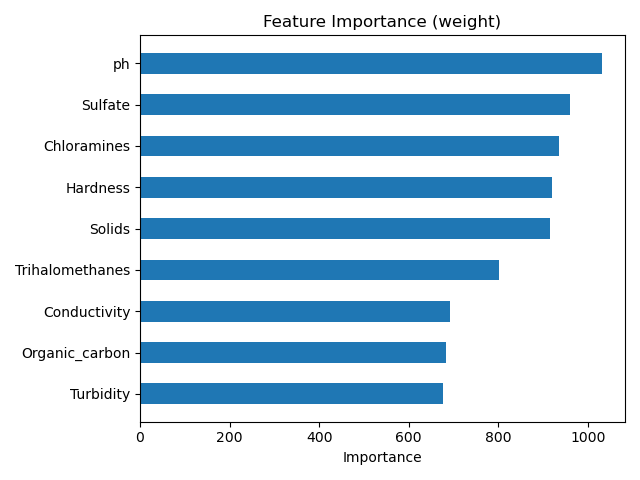 Feature Importance (weight)
ph
Sulfate
Chloramines
Hardness
Solids
Trihalomethanes
Conductivity
Organic_carbon
Turbidity
0 200 400 600 800 1000
Importance